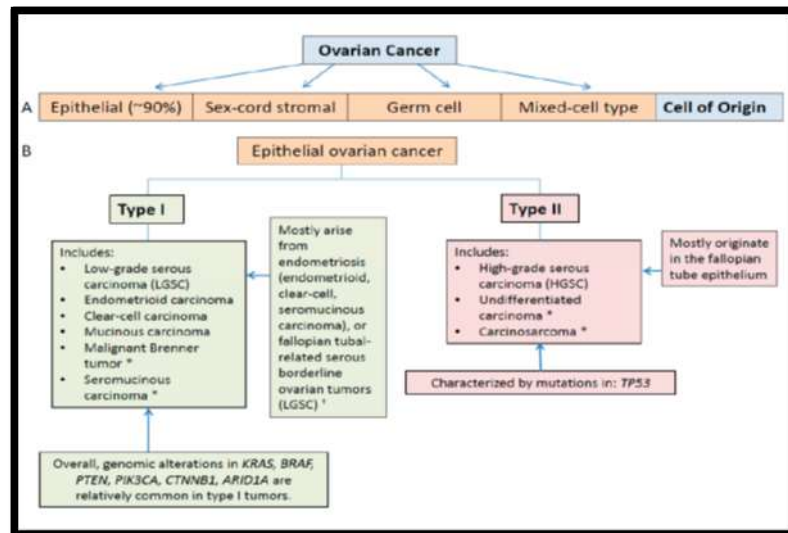 Ovarian Cancer
A
Epithelial (~90%)
Sex-cord stromal
Germ cell
Mixed-cell type
Cell of Origin
B
Epithelial ovarian cancer
Type I
Includes:
• Low-grade serous
carcinoma (LGSC)
• Endometrioid carcinoma
• Clear-cell carcinoma
• Mucinous carcinoma
• Malignant Brenner
tumor *
• Seromucinous
carcinoma *
Mostly arise
from
endometriosis
(endometrioid,
clear-cell,
seromucinous
carcinoma), or
fallopian tubal-
related serous
borderline
ovarian tumors
(LGSC)
Overall, genomic alterations in KRAS, BRAF,
PTEN, PIK3CA, CTNNB1, ARID1A are
relatively common in type I tumors.
Type II
Includes:
• High-grade serous
carcinoma (HGSC)
• Undifferentiated
carcinoma *
• Carcinosarcoma *
Mostly originate
in the fallopian
tube epithelium
Characterized by mutations in: TP53